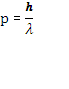 p = h/λ